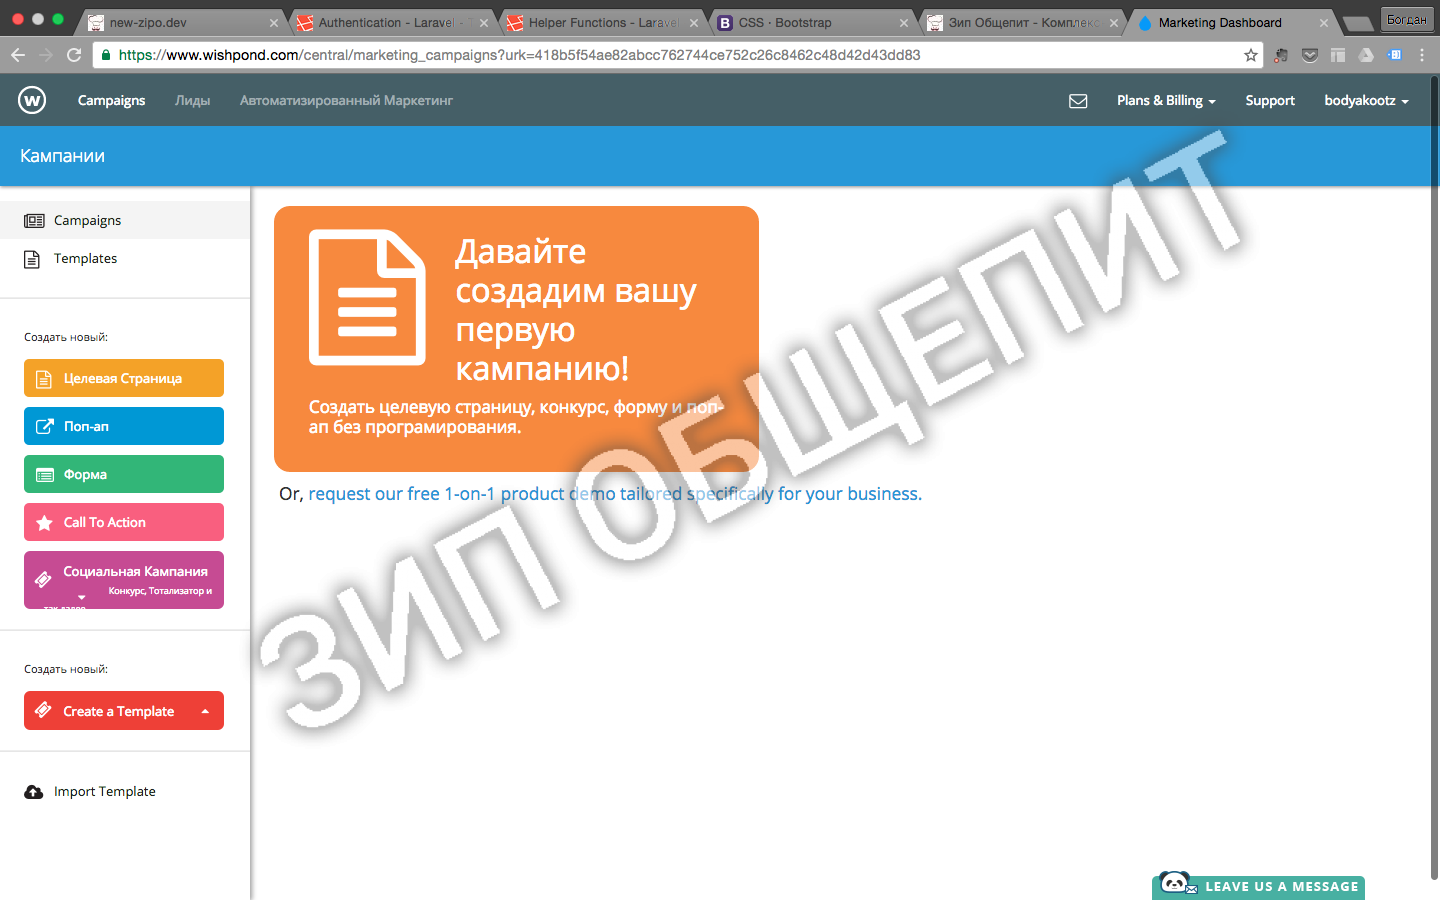 new-zipo.dev
Authentication - Laravel - T
Helper Functions - Laravel
CSS · Bootstrap
Зип Общепит - Комплекс
Marketing Dashboard
Богдан
https://www.wishpond.com/central/marketing_campaigns?urk=418b5f54ae82abcc762744ce752c26c8462c48d42d43dd83
W
Campaigns
Лиды
Автоматизированный Маркетинг
Plans & Billing
Support
bodyakootz
Кампании
Campaigns
Templates
Создать новый:
Целевая Страница
Поп-ап
Форма
Call To Action
Социальная Кампания
Конкурс, Тотализатор и
так далее
Создать новый:
Create a Template
Import Template
Давайте
создадим вашу
первую
кампанию!
Создать целевую страницу, конкурс, форму и поп-
ап без програмирования.
Or, request our free 1-on-1 product demo tailored specifically for your business.
ЗИП ОБЩЕПИТ
LEAVE US A MESSAGE